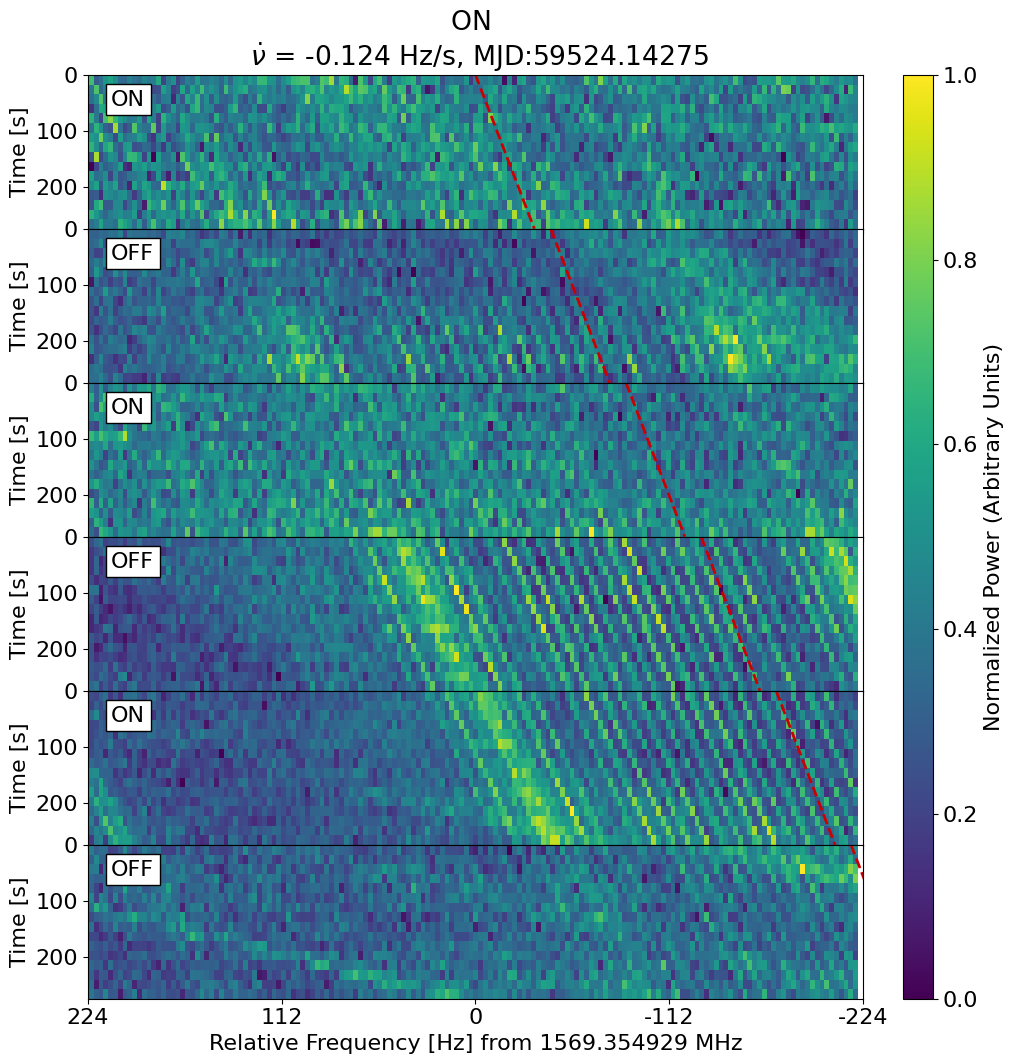 ON
ν̇ = -0.124 Hz/s, MJD:59524.14275
Time [s]
0
100
200
ON
Time [s]
0
100
200
OFF
Time [s]
0
100
200
ON
Time [s]
0
100
200
OFF
Time [s]
0
100
200
ON
Time [s]
0
100
200
OFF
224 112 0 -112 -224
Relative Frequency [Hz] from 1569.354929 MHz
1.0
0.8
0.6
0.4
0.2
0.0
Normalized Power (Arbitrary Units)